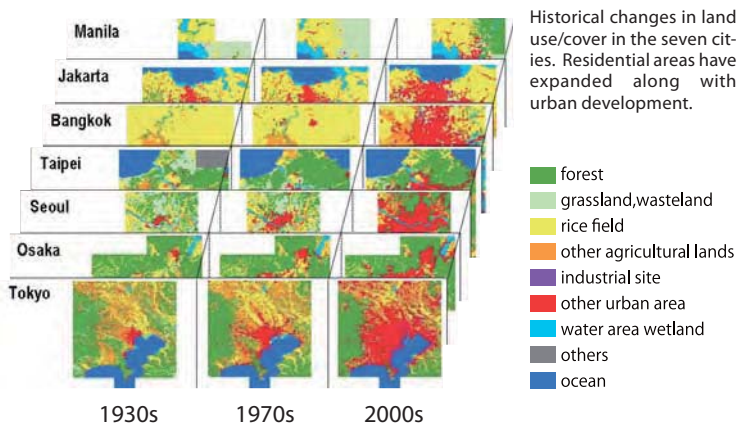 Manila
Jakarta
Bangkok
Taipei
Seoul
Osaka
Tokyo
1930s 1970s 2000s
Historical changes in land
use/cover in the seven cit-
ies. Residential areas have
expanded along with
urban development.
forest
grassland,wasteland
rice field
other agricultural lands
industrial site
other urban area
water area wetland
others
ocean